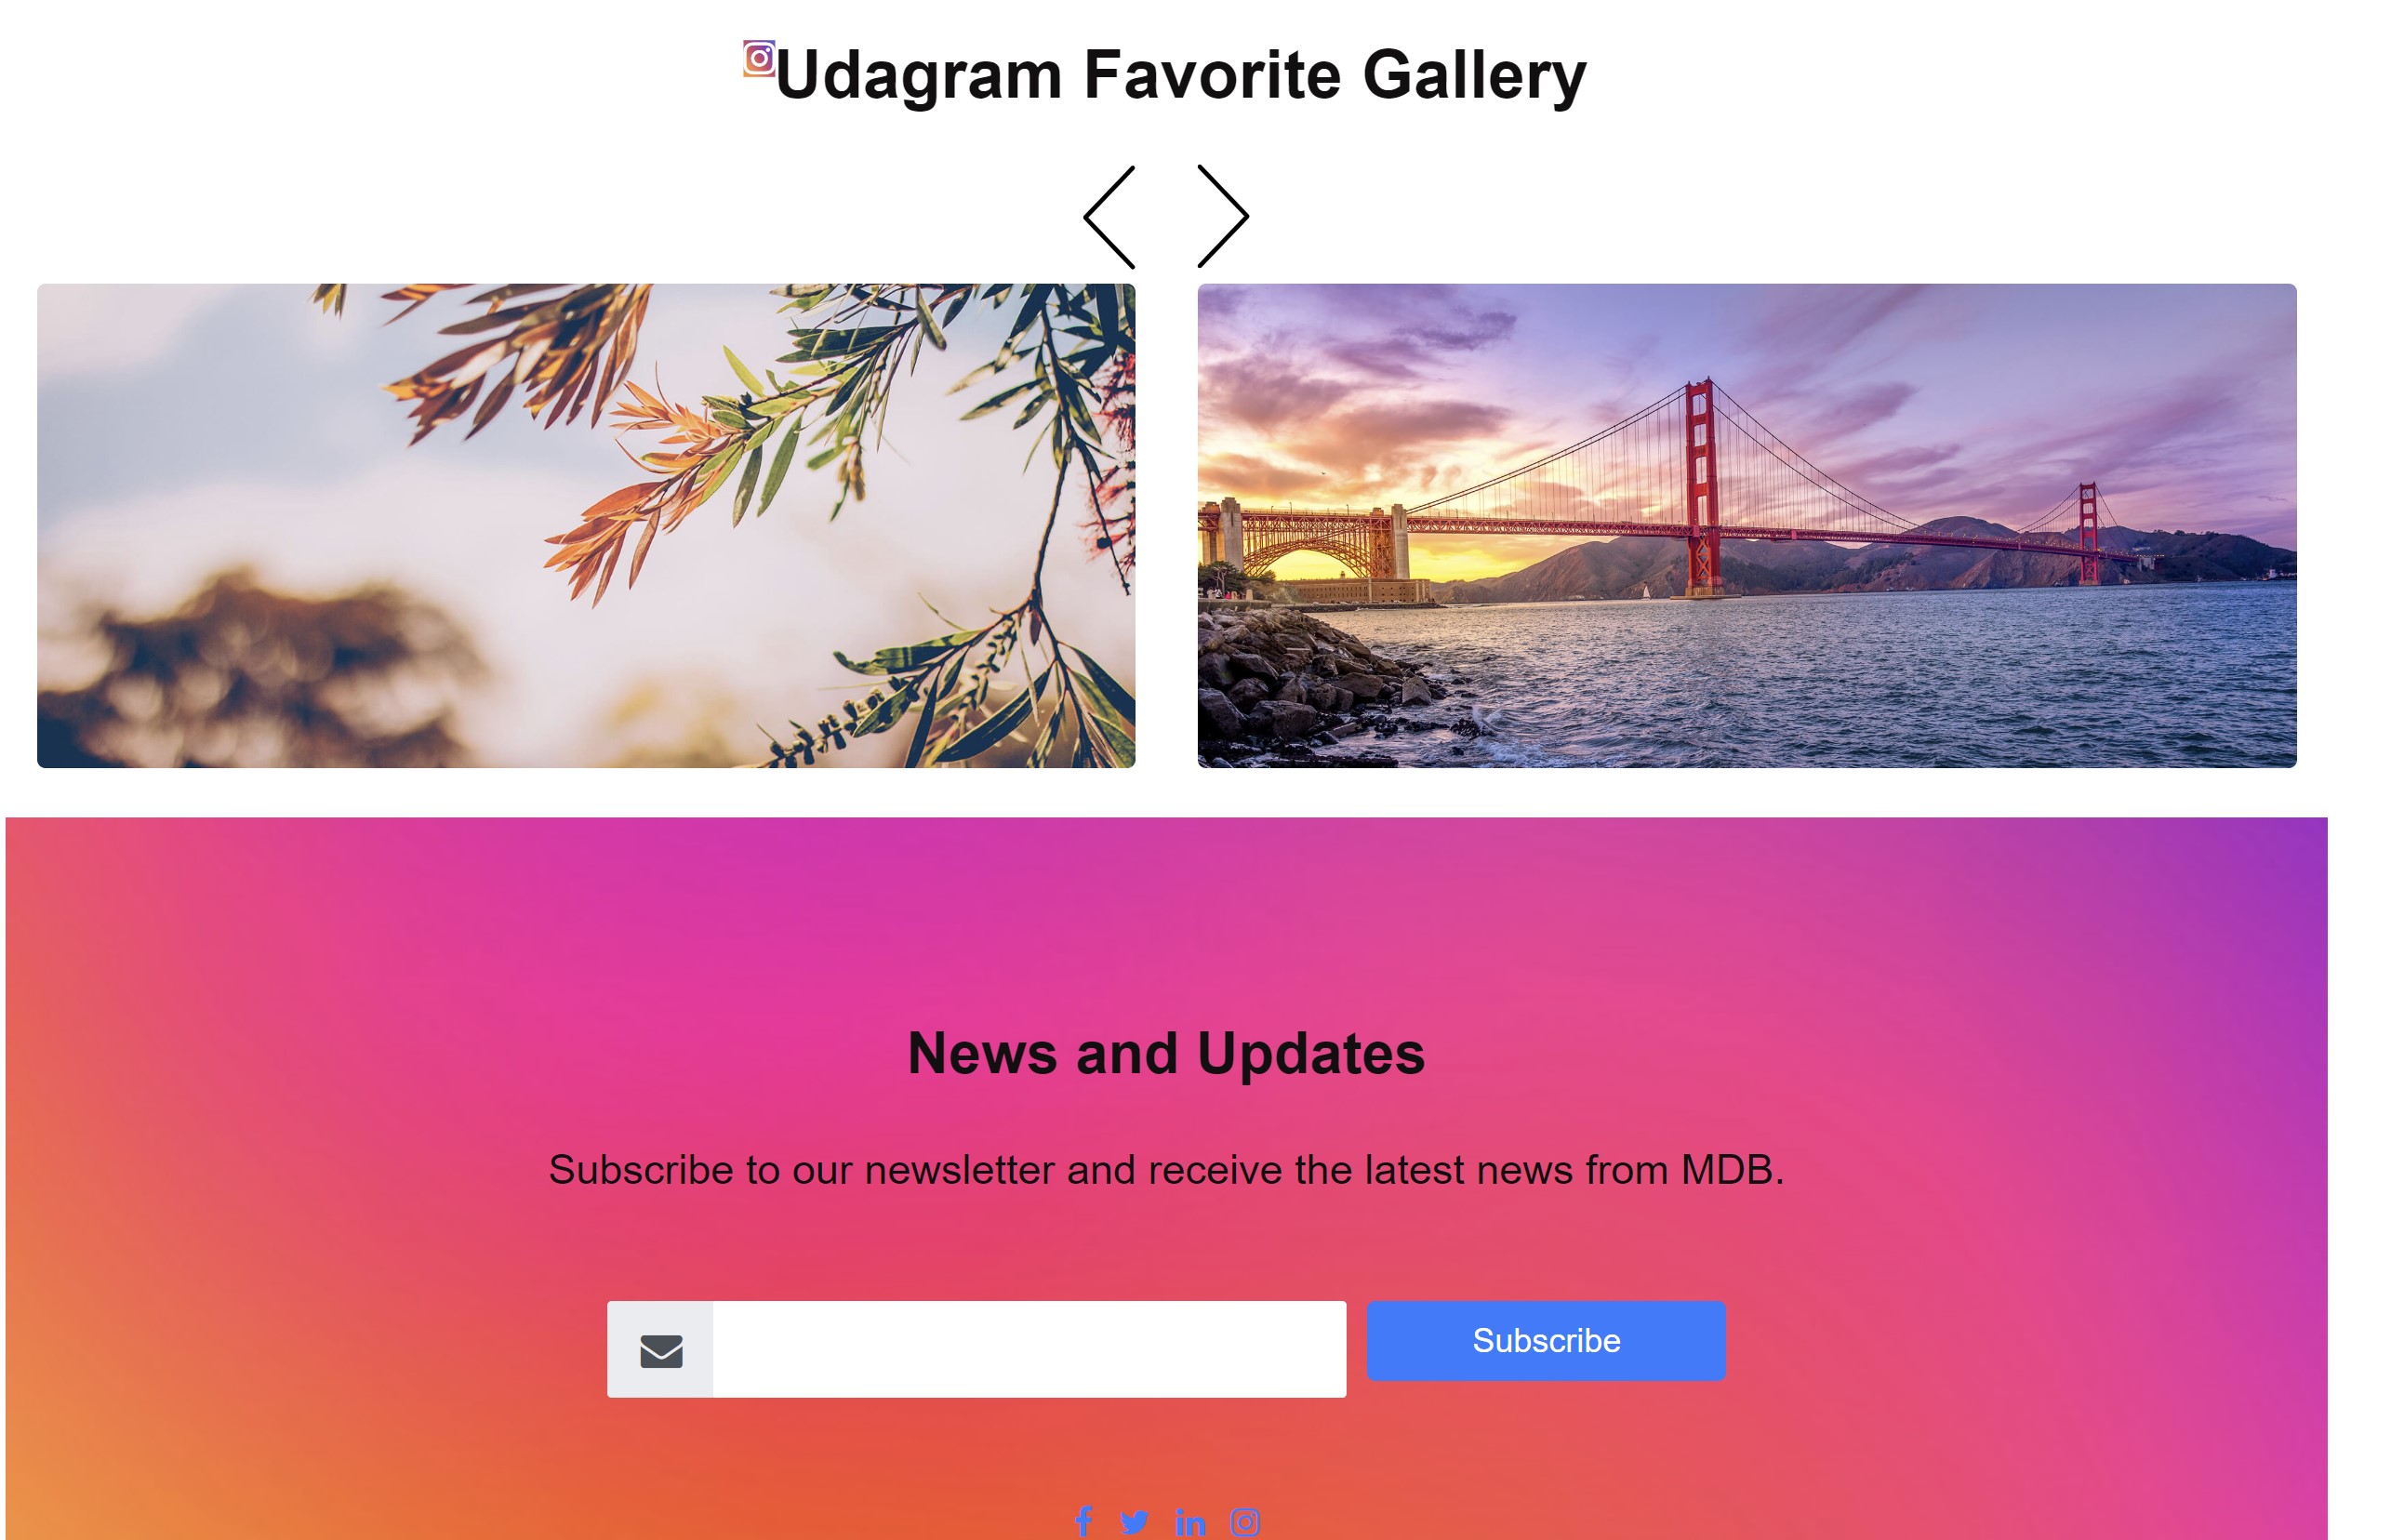 Udagram Favorite Gallery
News and Updates
Subscribe to our newsletter and receive the latest news from MDB.
Subscribe